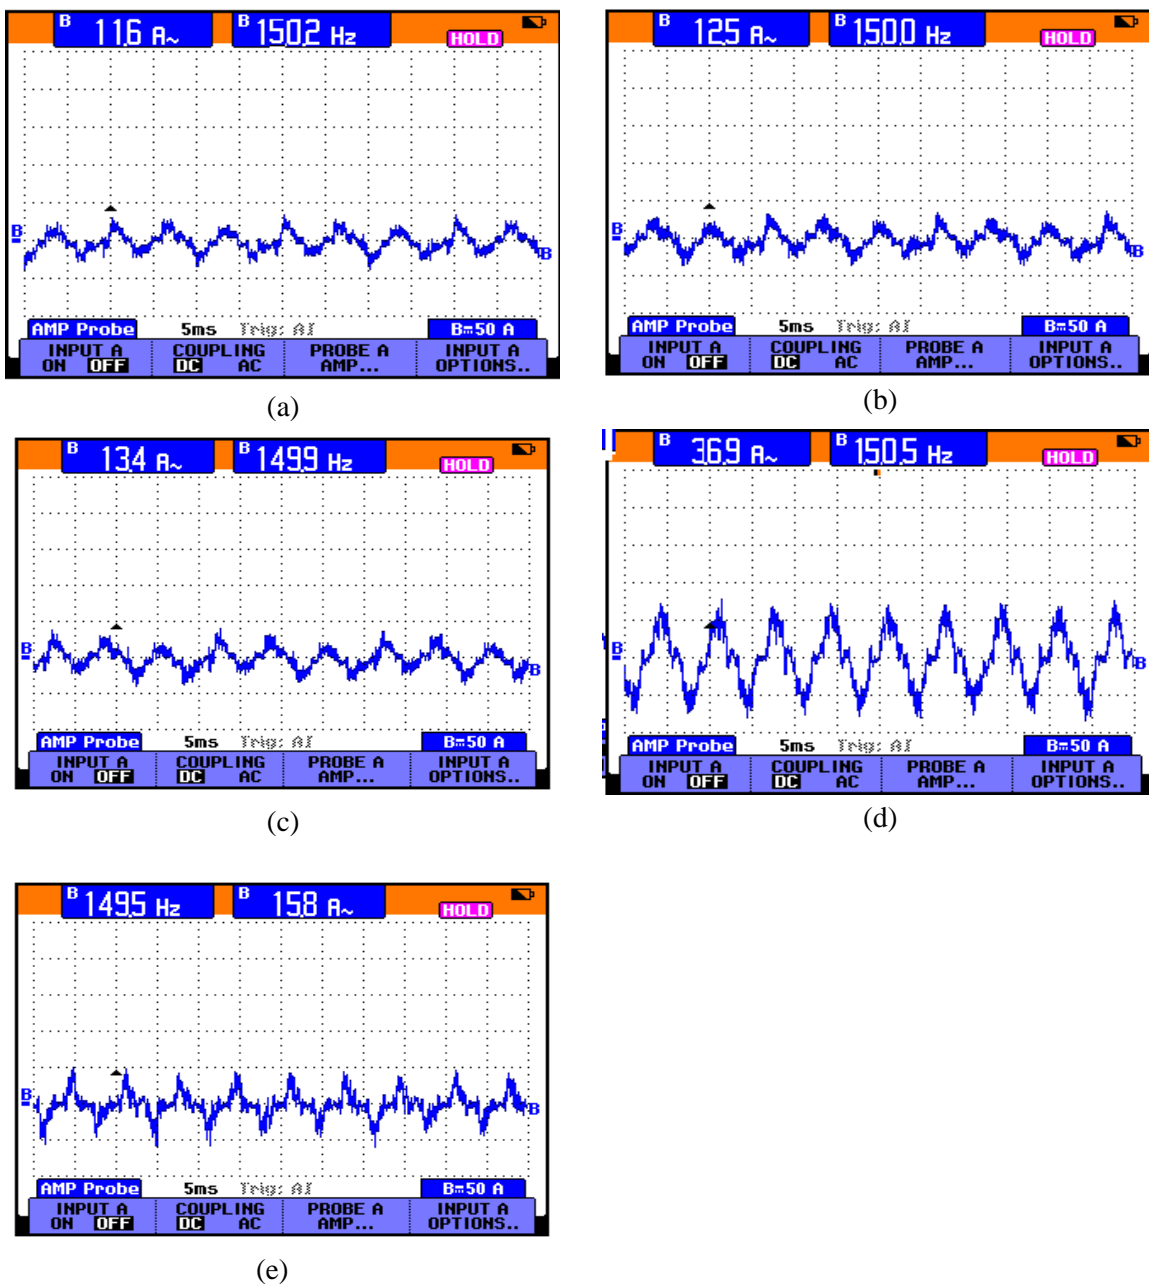 B 11.6 A~ B 150.2 Hz HOLD
B
B
AMP Probe 5ms Trig: AI B=50 A
INPUT A COUPLING PROBE A INPUT A
ON OFF DC AC AMP... OPTIONS..
(a)
B 12.5 A~ B 150.0 Hz HOLD
B
B
AMP Probe 5ms Trig: AI B=50 A
INPUT A COUPLING PROBE A INPUT A
ON OFF DC AC AMP... OPTIONS..
(b)
B 13.4 A~ B 149.9 Hz HOLD
B
B
AMP Probe 5ms Trig: AI B=50 A
INPUT A COUPLING PROBE A INPUT A
ON OFF DC AC AMP... OPTIONS..
(c)
B 36.9 A~ B 150.5 Hz HOLD
B
B
AMP Probe 5ms Trig: AI B=50 A
INPUT A COUPLING PROBE A INPUT A
ON OFF DC AC AMP... OPTIONS..
(d)
B 149.5 Hz B 15.8 A~ HOLD
B
B
AMP Probe 5ms Trig: AI B=50 A
INPUT A COUPLING PROBE A INPUT A
ON OFF DC AC AMP... OPTIONS..
(e)